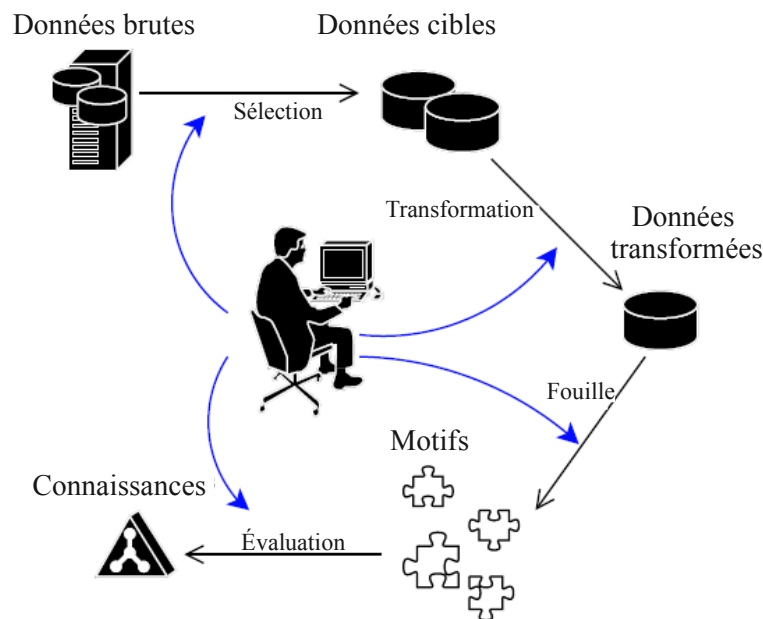 Données brutes
Données cibles
Sélection
Transformation
Données
transformées
Fouille
Motifs
Connaissances
Évaluation